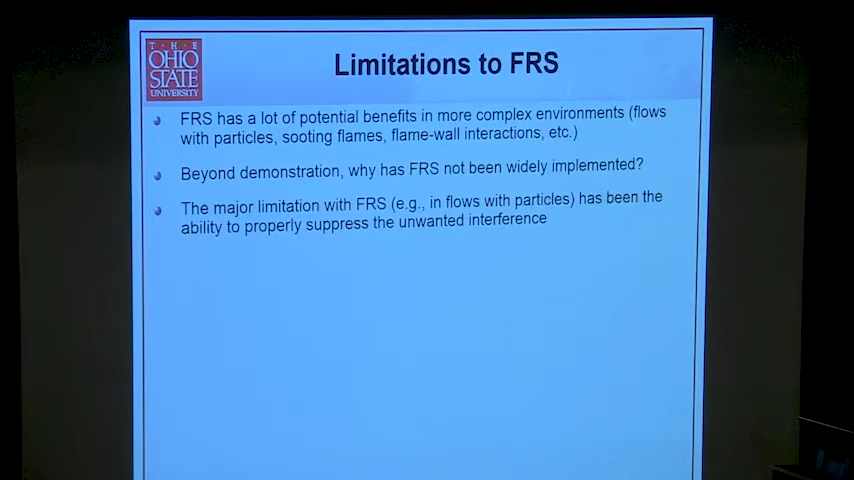 THE
OHIO
STATE
UNIVERSITY
Limitations to FRS
FRS has a lot of potential benefits in more complex environments (flows
with particles, sooting flames, flame-wall interactions, etc.)
Beyond demonstration, why has FRS not been widely implemented?
The major limitation with FRS (e.g., in flows with particles) has been the
ability to properly suppress the unwanted interference